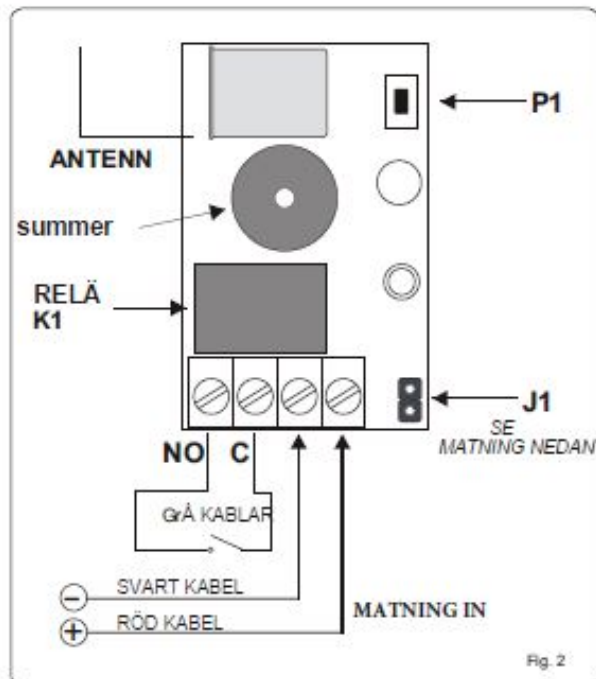 P1
ANTENN
summer
RELÄ
K1
J1
SE
MATNING NEDAN
NO C
GrÅ KABLAR
− SVART KABEL
+ RÖD KABEL
MATNING IN
Fig. 2